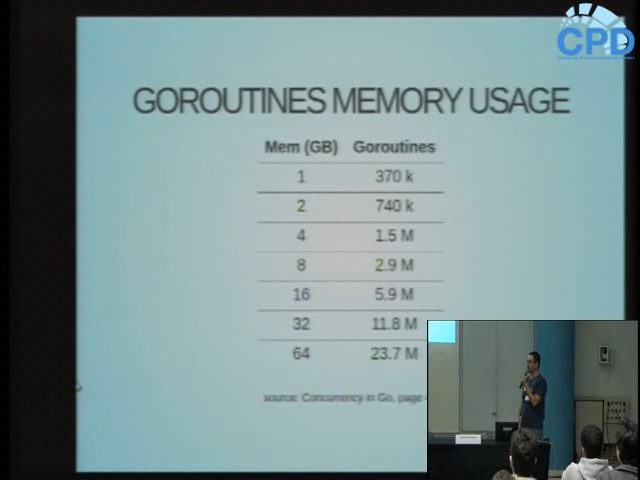 CPD
GOROUTINES MEMORY USAGE
Mem (GB) Goroutines
1 370 k
2 740 k
4 1.5 M
8 2.9 M
16 5.9 M
32 11.8 M
64 23.7 M
source: Concurrency in Go, page